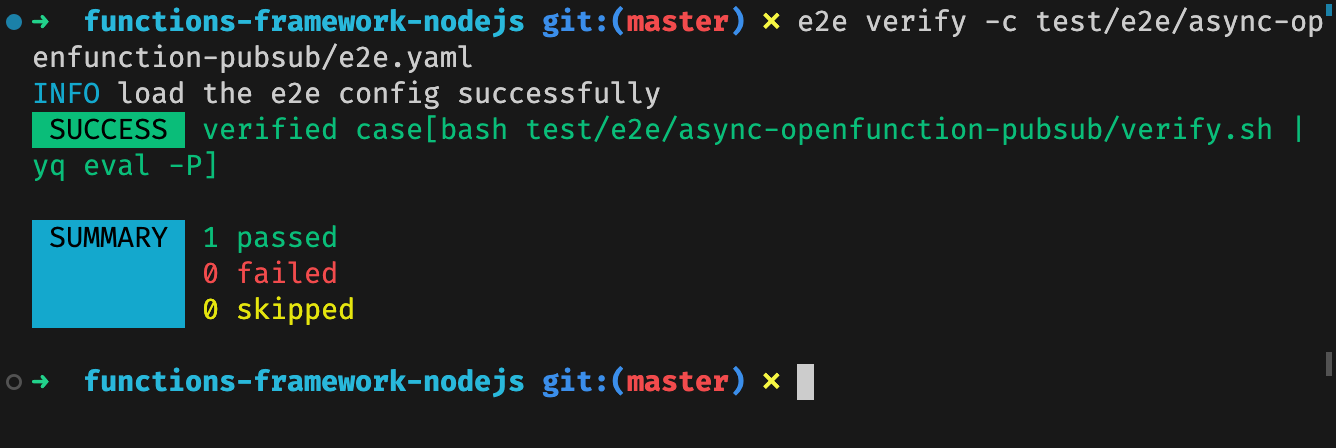 ➜ functions-framework-nodejs git:(master) ✗ e2e verify -c test/e2e/async-op
enfunction-pubsub/e2e.yaml
INFO load the e2e config successfully
SUCCESS verified case[bash test/e2e/async-openfunction-pubsub/verify.sh |
yq eval -P]
SUMMARY 1 passed
0 failed
0 skipped
➜ functions-framework-nodejs git:(master) ✗